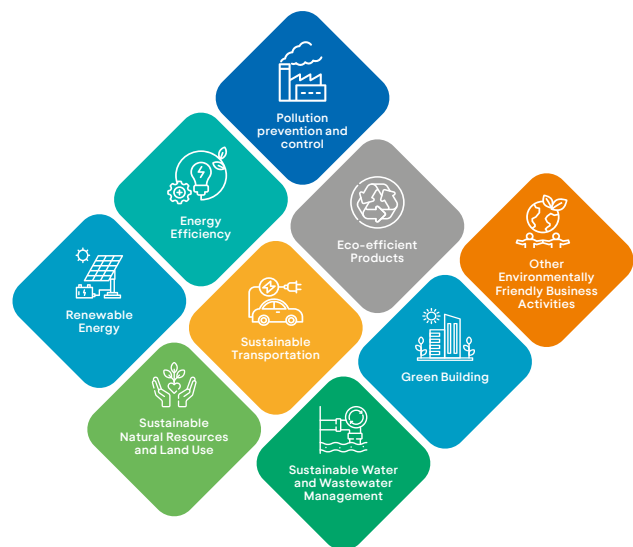 Pollution
prevention and
control
Energy
Efficiency
Eco-efficient
Products
Other
Environmentally
Friendly Business
Activities
Renewable
Energy
Sustainable
Transportation
Green Building
Sustainable
Natural Resources
and Land Use
Sustainable Water
and Wastewater
Management